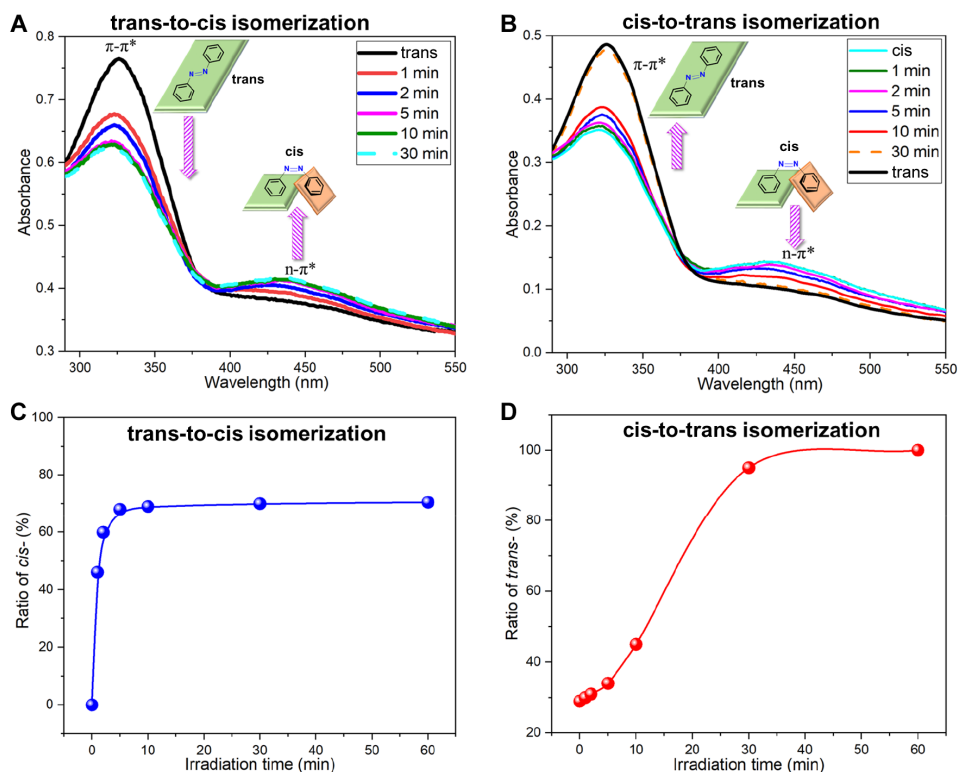 A
trans-to-cis isomerization
0.8
0.7
0.6
0.5
0.4
0.3
Absorbance
π-π*
trans
cis
N=N
n-π*
trans
1 min
2 min
5 min
10 min
30 min
300
350
400
450
500
550
Wavelength (nm)
B
cis-to-trans isomerization
0.5
0.4
0.3
0.2
0.1
0.0
Absorbance
π-π*
trans
cis
N=N
n-π*
cis
1 min
2 min
5 min
10 min
30 min
trans
300
350
400
450
500
550
Wavelength (nm)
C
trans-to-cis isomerization
100
80
60
40
20
0
Ratio of cis- (%)
0
10
20
30
40
50
60
Irradiation time (min)
D
cis-to-trans isomerization
100
80
60
40
20
Ratio of trans- (%)
0
10
20
30
40
50
60
Irradiation time (min)